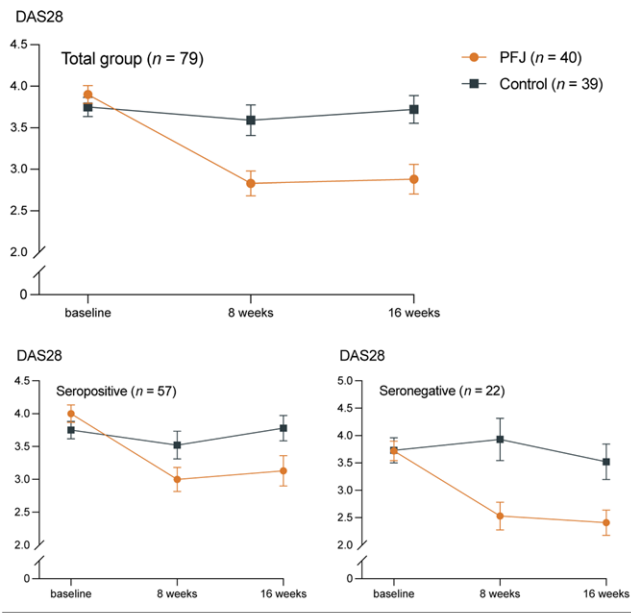 DAS28
4.5
Total group (n = 79)
PFJ (n = 40)
4.0
Control (n = 39)
3.5
3.0
2.5
2.0
0
baseline 8 weeks 16 weeks
DAS28
4.5
Seropositive (n = 57)
4.0
3.5
3.0
2.5
2.0
0
baseline 8 weeks 16 weeks
DAS28
5.0
Seronegative (n = 22)
4.5
4.0
3.5
3.0
2.5
2.0
0
baseline 8 weeks 16 weeks